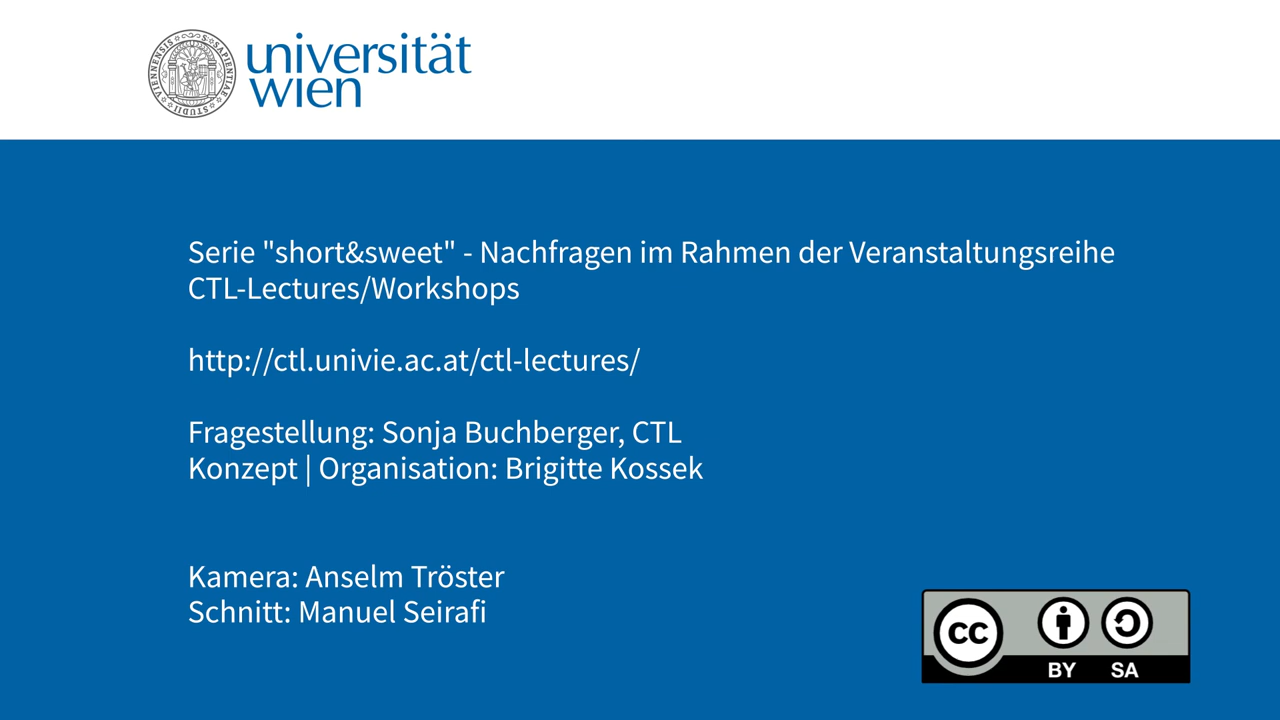 universität
wien
Serie "short&sweet" - Nachfragen im Rahmen der Veranstaltungsreihe
CTL-Lectures/Workshops
http://ctl.univie.ac.at/ctl-lectures/
Fragestellung: Sonja Buchberger, CTL
Konzept | Organisation: Brigitte Kossek
Kamera: Anselm Tröster
Schnitt: Manuel Seirafi
cc
BY SA